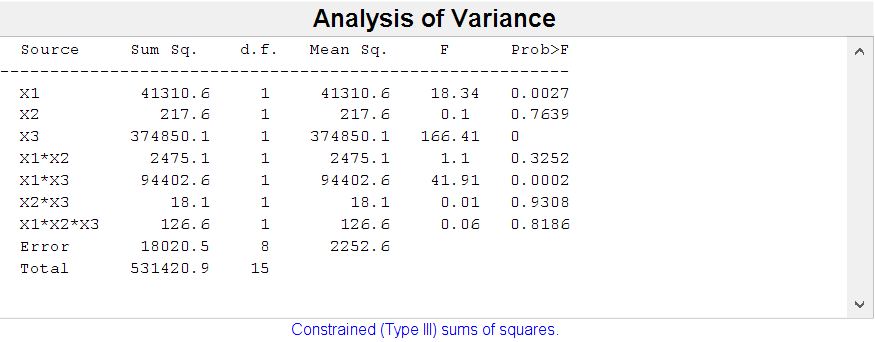 Analysis of Variance
Source Sum Sq. d.f. Mean Sq. F Prob>F
X1 41310.6 1 41310.6 18.34 0.0027
X2 217.6 1 217.6 0.1 0.7639
X3 374850.1 1 374850.1 166.41 0
X1*X2 2475.1 1 2475.1 1.1 0.3252
X1*X3 94402.6 1 94402.6 41.91 0.0002
X2*X3 18.1 1 18.1 0.01 0.9308
X1*X2*X3 126.6 1 126.6 0.06 0.8186
Error 18020.5 8 2252.6
Total 531420.9 15
Constrained (Type III) sums of squares.